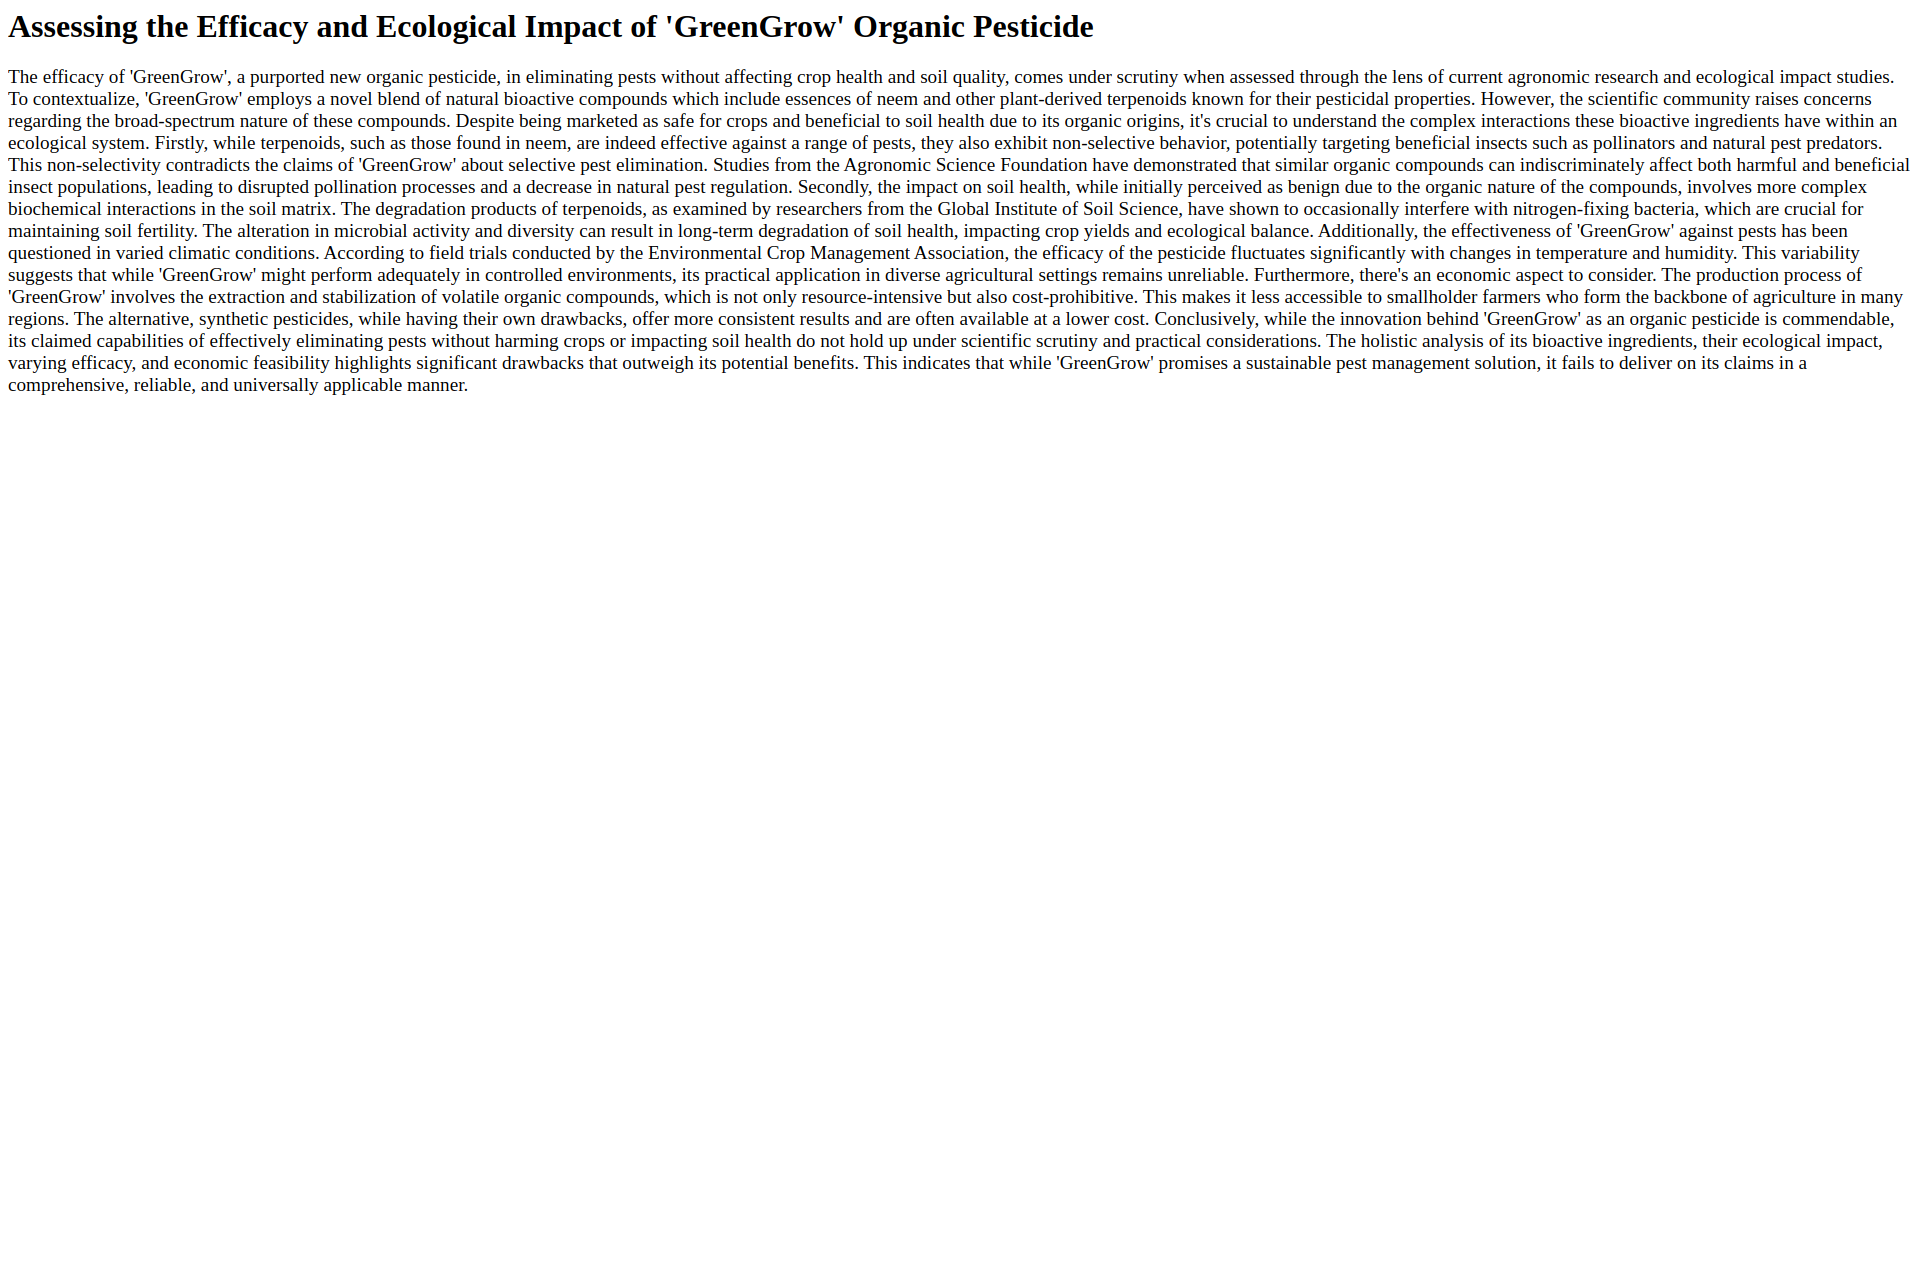 Assessing the Efficacy and Ecological Impact of 'GreenGrow' Organic Pesticide
The efficacy of 'GreenGrow', a purported new organic pesticide, in eliminating pests without affecting crop health and soil quality, comes under scrutiny when assessed through the lens of current agronomic research and ecological impact studies.
To contextualize, 'GreenGrow' employs a novel blend of natural bioactive compounds which include essences of neem and other plant-derived terpenoids known for their pesticidal properties. However, the scientific community raises concerns
regarding the broad-spectrum nature of these compounds. Despite being marketed as safe for crops and beneficial to soil health due to its organic origins, it's crucial to understand the complex interactions these bioactive ingredients have within an
ecological system. Firstly, while terpenoids, such as those found in neem, are indeed effective against a range of pests, they also exhibit non-selective behavior, potentially targeting beneficial insects such as pollinators and natural pest predators.
This non-selectivity contradicts the claims of 'GreenGrow' about selective pest elimination. Studies from the Agronomic Science Foundation have demonstrated that similar organic compounds can indiscriminately affect both harmful and beneficial
insect populations, leading to disrupted pollination processes and a decrease in natural pest regulation. Secondly, the impact on soil health, while initially perceived as benign due to the organic nature of the compounds, involves more complex
biochemical interactions in the soil matrix. The degradation products of terpenoids, as examined by researchers from the Global Institute of Soil Science, have shown to occasionally interfere with nitrogen-fixing bacteria, which are crucial for
maintaining soil fertility. The alteration in microbial activity and diversity can result in long-term degradation of soil health, impacting crop yields and ecological balance. Additionally, the effectiveness of 'GreenGrow' against pests has been
questioned in varied climatic conditions. According to field trials conducted by the Environmental Crop Management Association, the efficacy of the pesticide fluctuates significantly with changes in temperature and humidity. This variability
suggests that while 'GreenGrow' might perform adequately in controlled environments, its practical application in diverse agricultural settings remains unreliable. Furthermore, there's an economic aspect to consider. The production process of
'GreenGrow' involves the extraction and stabilization of volatile organic compounds, which is not only resource-intensive but also cost-prohibitive. This makes it less accessible to smallholder farmers who form the backbone of agriculture in many
regions. The alternative, synthetic pesticides, while having their own drawbacks, offer more consistent results and are often available at a lower cost. Conclusively, while the innovation behind 'GreenGrow' as an organic pesticide is commendable,
its claimed capabilities of effectively eliminating pests without harming crops or impacting soil health do not hold up under scientific scrutiny and practical considerations. The holistic analysis of its bioactive ingredients, their ecological impact,
varying efficacy, and economic feasibility highlights significant drawbacks that outweigh its potential benefits. This indicates that while 'GreenGrow' promises a sustainable pest management solution, it fails to deliver on its claims in a
comprehensive, reliable, and universally applicable manner.